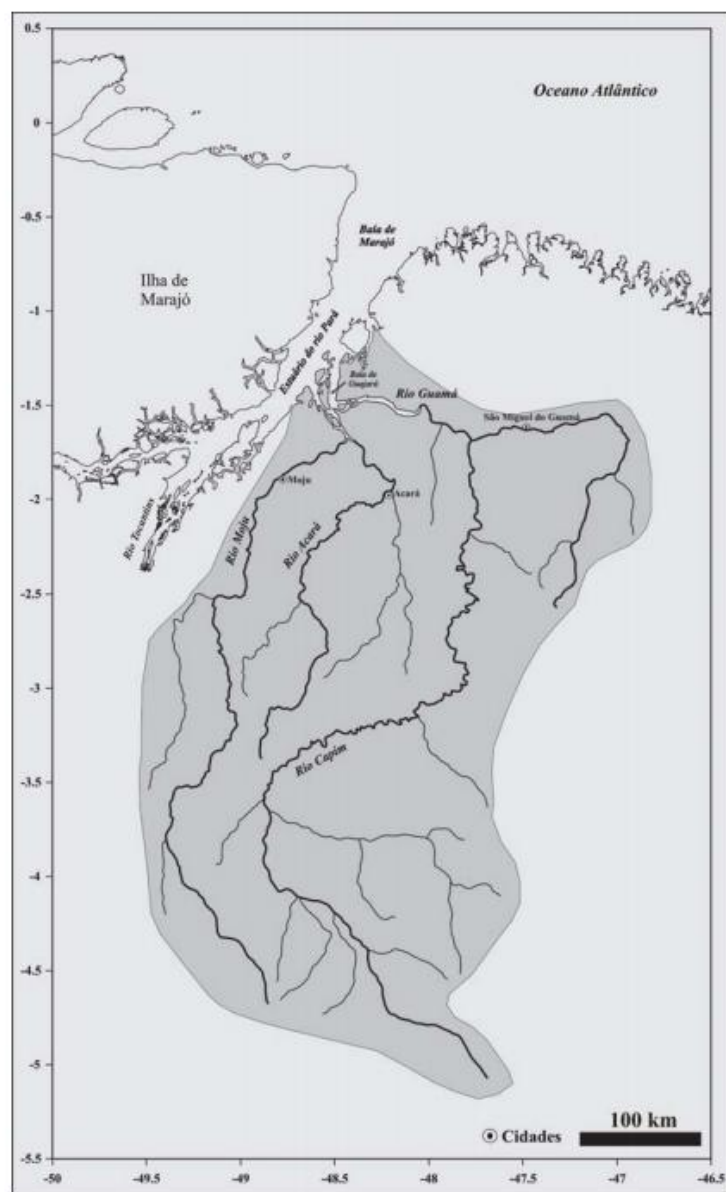 0.5
Oceano Atlântico
0
-0.5
Baía de
Marajó
Ilha de
Marajó
-1
Estuário do rio Pará
Baía de
Guajará
Rio Guamá
-1.5
São Miguel do Guamá
Moju
Acará
-2
Rio Tocantins
Rio Moju
Rio Acará
-2.5
-3
Rio Capim
-3.5
-4
-4.5
-5
100 km
Cidades
-5.5
-50 -49.5 -49 -48.5 -48 -47.5 -47 -46.5